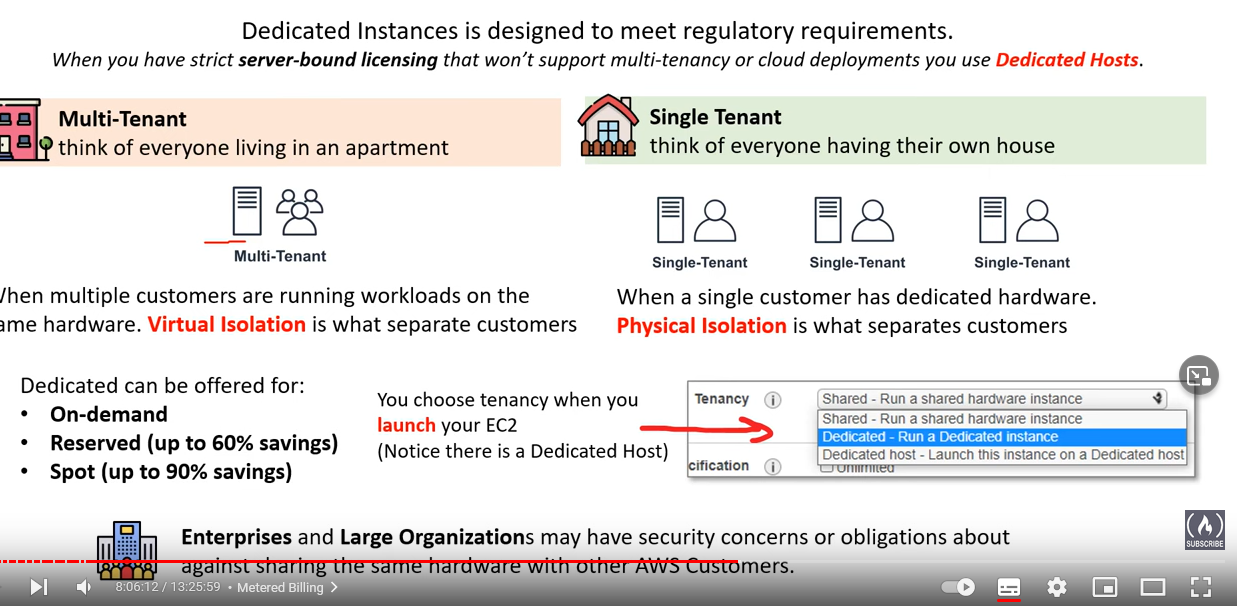 Dedicated Instances is designed to meet regulatory requirements.
When you have strict server-bound licensing that won't support multi-tenancy or cloud deployments you use Dedicated Hosts.
Multi-Tenant
think of everyone living in an apartment
Single Tenant
think of everyone having their own house
Multi-Tenant
Single-Tenant
Single-Tenant
Single-Tenant
hen multiple customers are running workloads on the
ame hardware. Virtual Isolation is what separate customers
When a single customer has dedicated hardware.
Physical Isolation is what separates customers
Dedicated can be offered for:
• On-demand
• Reserved (up to 60% savings)
• Spot (up to 90% savings)
You choose tenancy when you
launch your EC2
(Notice there is a Dedicated Host)
Tenancy
Shared - Run a shared hardware instance
Shared - Run a shared hardware instance
Dedicated - Run a Dedicated instance
Dedicated host - Launch this instance on a Dedicated host
cification
Unlimited
Enterprises and Large Organizations may have security concerns or obligations about
against sharing the same hardware with other AWS Customers.
SUBSCRIBE
8:06:12 / 13:25:59 • Metered Billing >